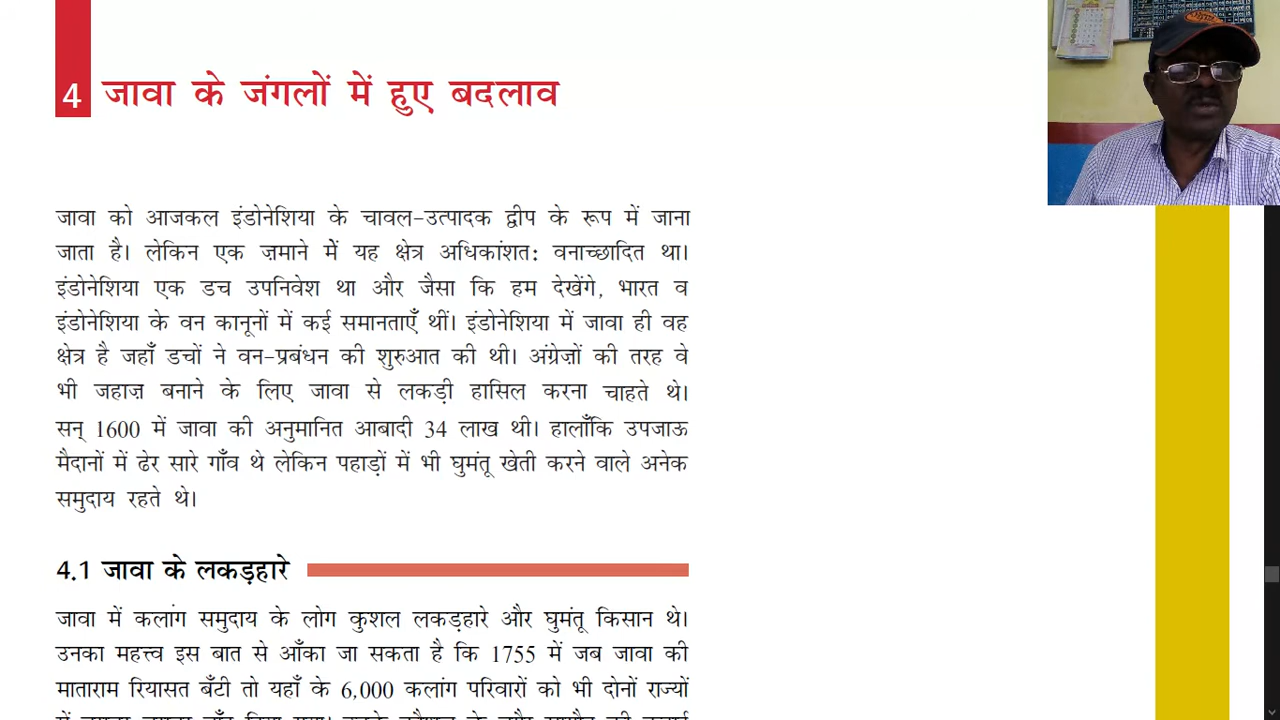 4 जावा के जंगलों में हुए बदलाव
जावा को आजकल इंडोनेशिया के चावल-उत्पादक द्वीप के रूप में जाना
जाता है। लेकिन एक ज़माने में यह क्षेत्र अधिकांशत: वनाच्छादित था।
इंडोनेशिया एक डच उपनिवेश था और जैसा कि हम देखेंगे, भारत व
इंडोनेशिया के वन कानूनों में कई समानताएँ थीं। इंडोनेशिया में जावा ही वह
क्षेत्र है जहाँ डचों ने वन-प्रबंधन की शुरुआत की थी। अंग्रेज़ों की तरह वे
भी जहाज़ बनाने के लिए जावा से लकड़ी हासिल करना चाहते थे।
सन् 1600 में जावा की अनुमानित आबादी 34 लाख थी। हालाँकि उपजाऊ
मैदानों में ढेर सारे गाँव थे लेकिन पहाड़ों में भी घुमंतू खेती करने वाले अनेक
समुदाय रहते थे।
4.1 जावा के लकड़हारे
जावा में कलांग समुदाय के लोग कुशल लकड़हारे और घुमंतू किसान थे।
उनका महत्त्व इस बात से आँका जा सकता है कि 1755 में जब जावा की
माताराम रियासत बँटी तो यहाँ के 6,000 कलांग परिवारों को भी दोनों राज्यों